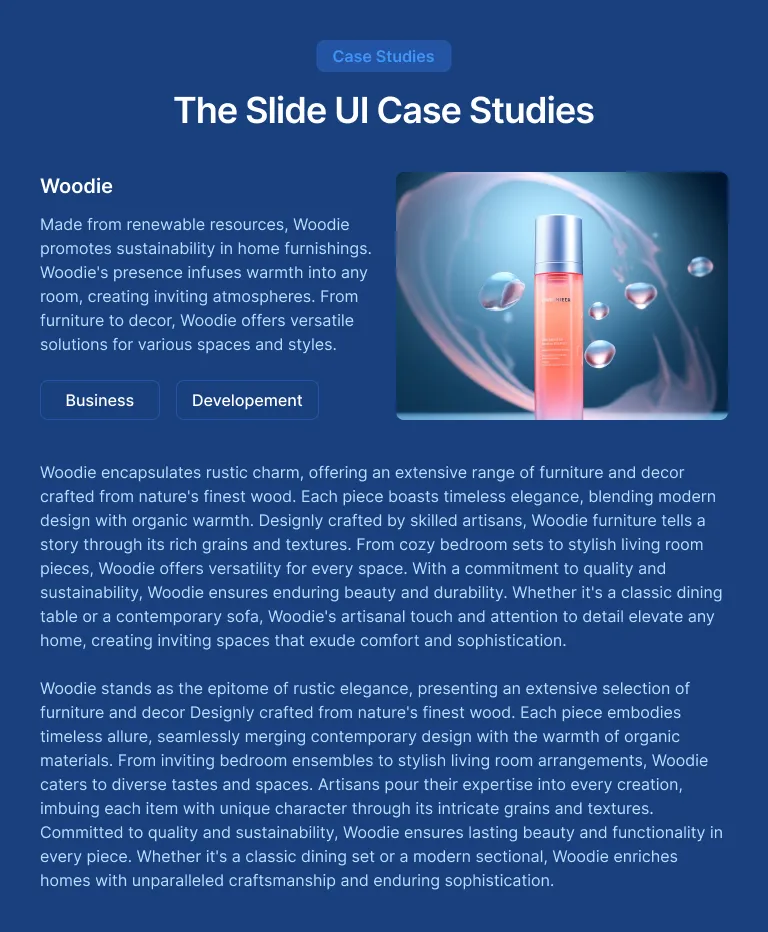 Case Studies
The Slide UI Case Studies
Woodie
Made from renewable resources, Woodie
promotes sustainability in home furnishings.
Woodie's presence infuses warmth into any
room, creating inviting atmospheres. From
furniture to decor, Woodie offers versatile
solutions for various spaces and styles.
Business
Developement
Woodie encapsulates rustic charm, offering an extensive range of furniture and decor
crafted from nature's finest wood. Each piece boasts timeless elegance, blending modern
design with organic warmth. Designly crafted by skilled artisans, Woodie furniture tells a
story through its rich grains and textures. From cozy bedroom sets to stylish living room
pieces, Woodie offers versatility for every space. With a commitment to quality and
sustainability, Woodie ensures enduring beauty and durability. Whether it's a classic dining
table or a contemporary sofa, Woodie's artisanal touch and attention to detail elevate any
home, creating inviting spaces that exude comfort and sophistication.
Woodie stands as the epitome of rustic elegance, presenting an extensive selection of
furniture and decor Designly crafted from nature's finest wood. Each piece embodies
timeless allure, seamlessly merging contemporary design with the warmth of organic
materials. From inviting bedroom ensembles to stylish living room arrangements, Woodie
caters to diverse tastes and spaces. Artisans pour their expertise into every creation,
imbuing each item with unique character through its intricate grains and textures.
Committed to quality and sustainability, Woodie ensures lasting beauty and functionality in
every piece. Whether it's a classic dining set or a modern sectional, Woodie enriches
homes with unparalleled craftsmanship and enduring sophistication.